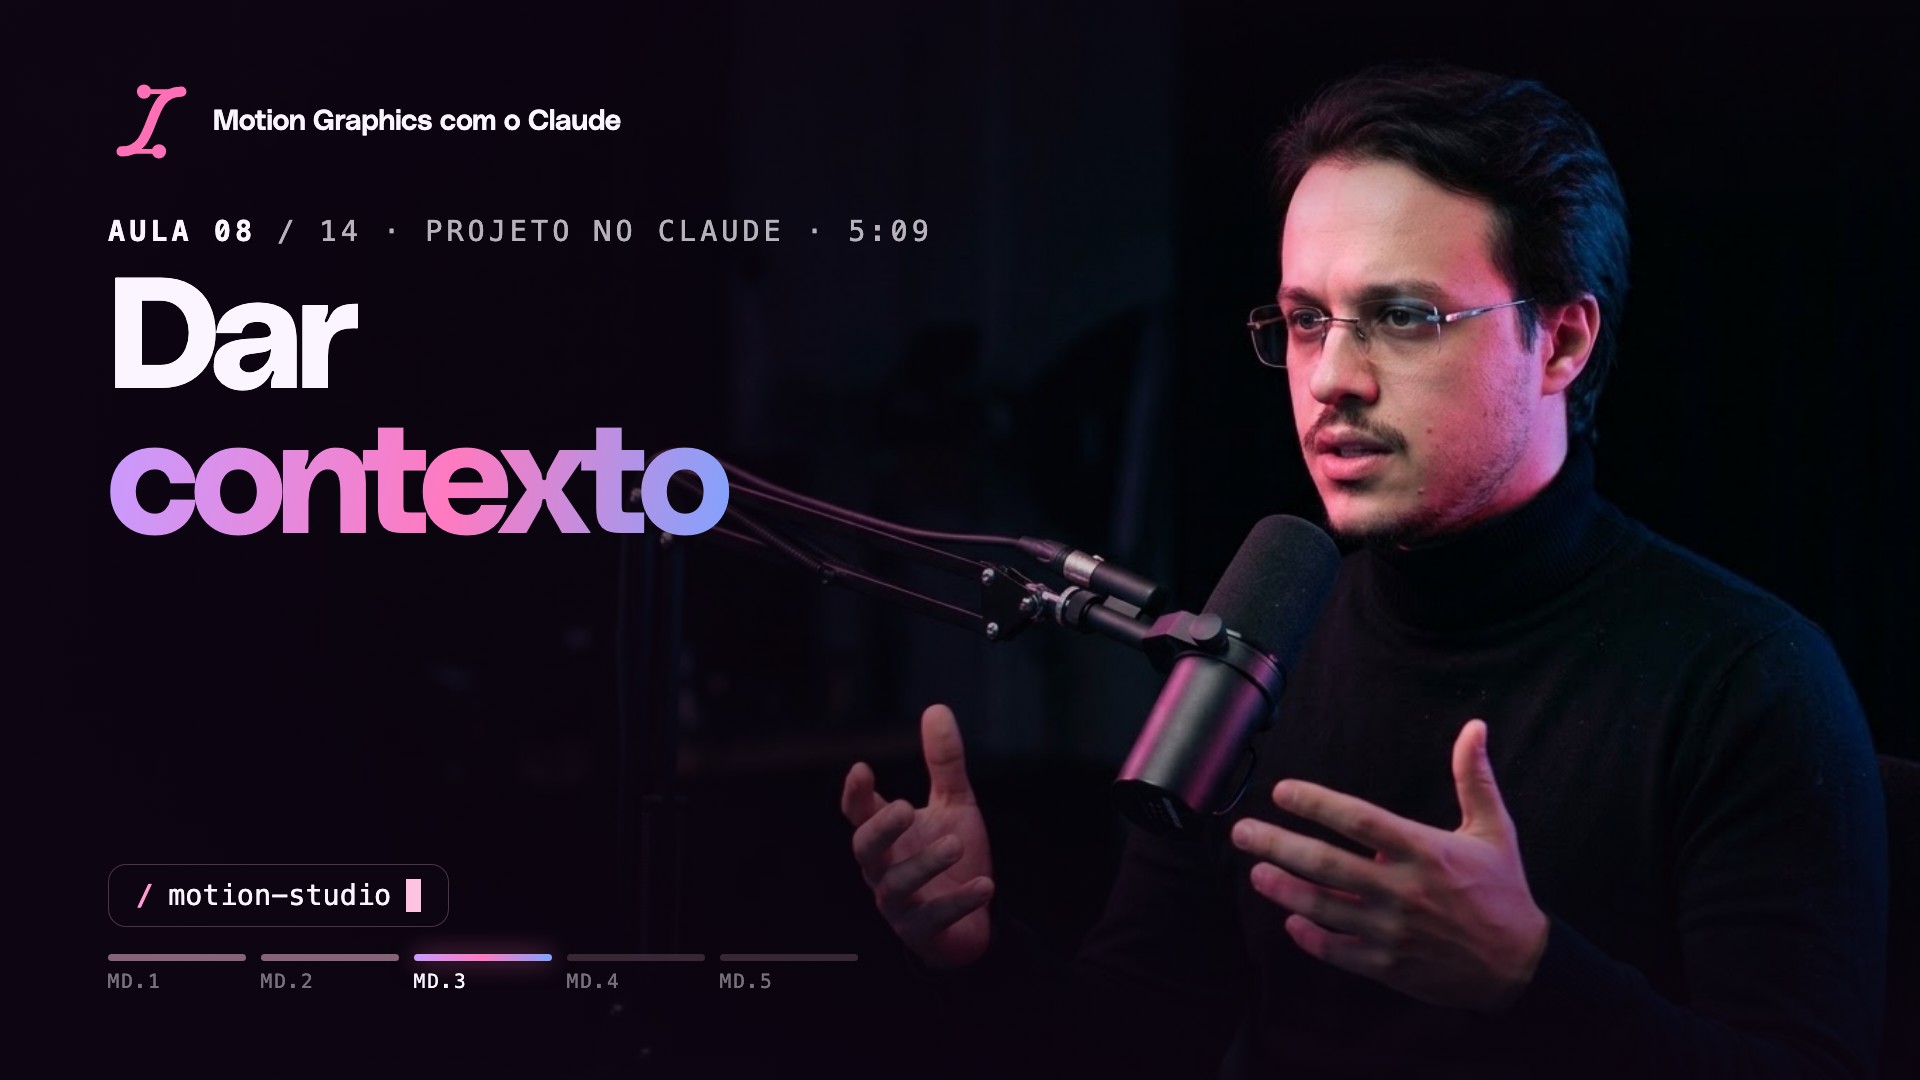 Motion Graphics com o Claude
AULA 08 / 14 · PROJETO NO CLAUDE · 5:09
Dar
contexto
/ motion-studio
MD.1 MD.2 MD.3 MD.4 MD.5